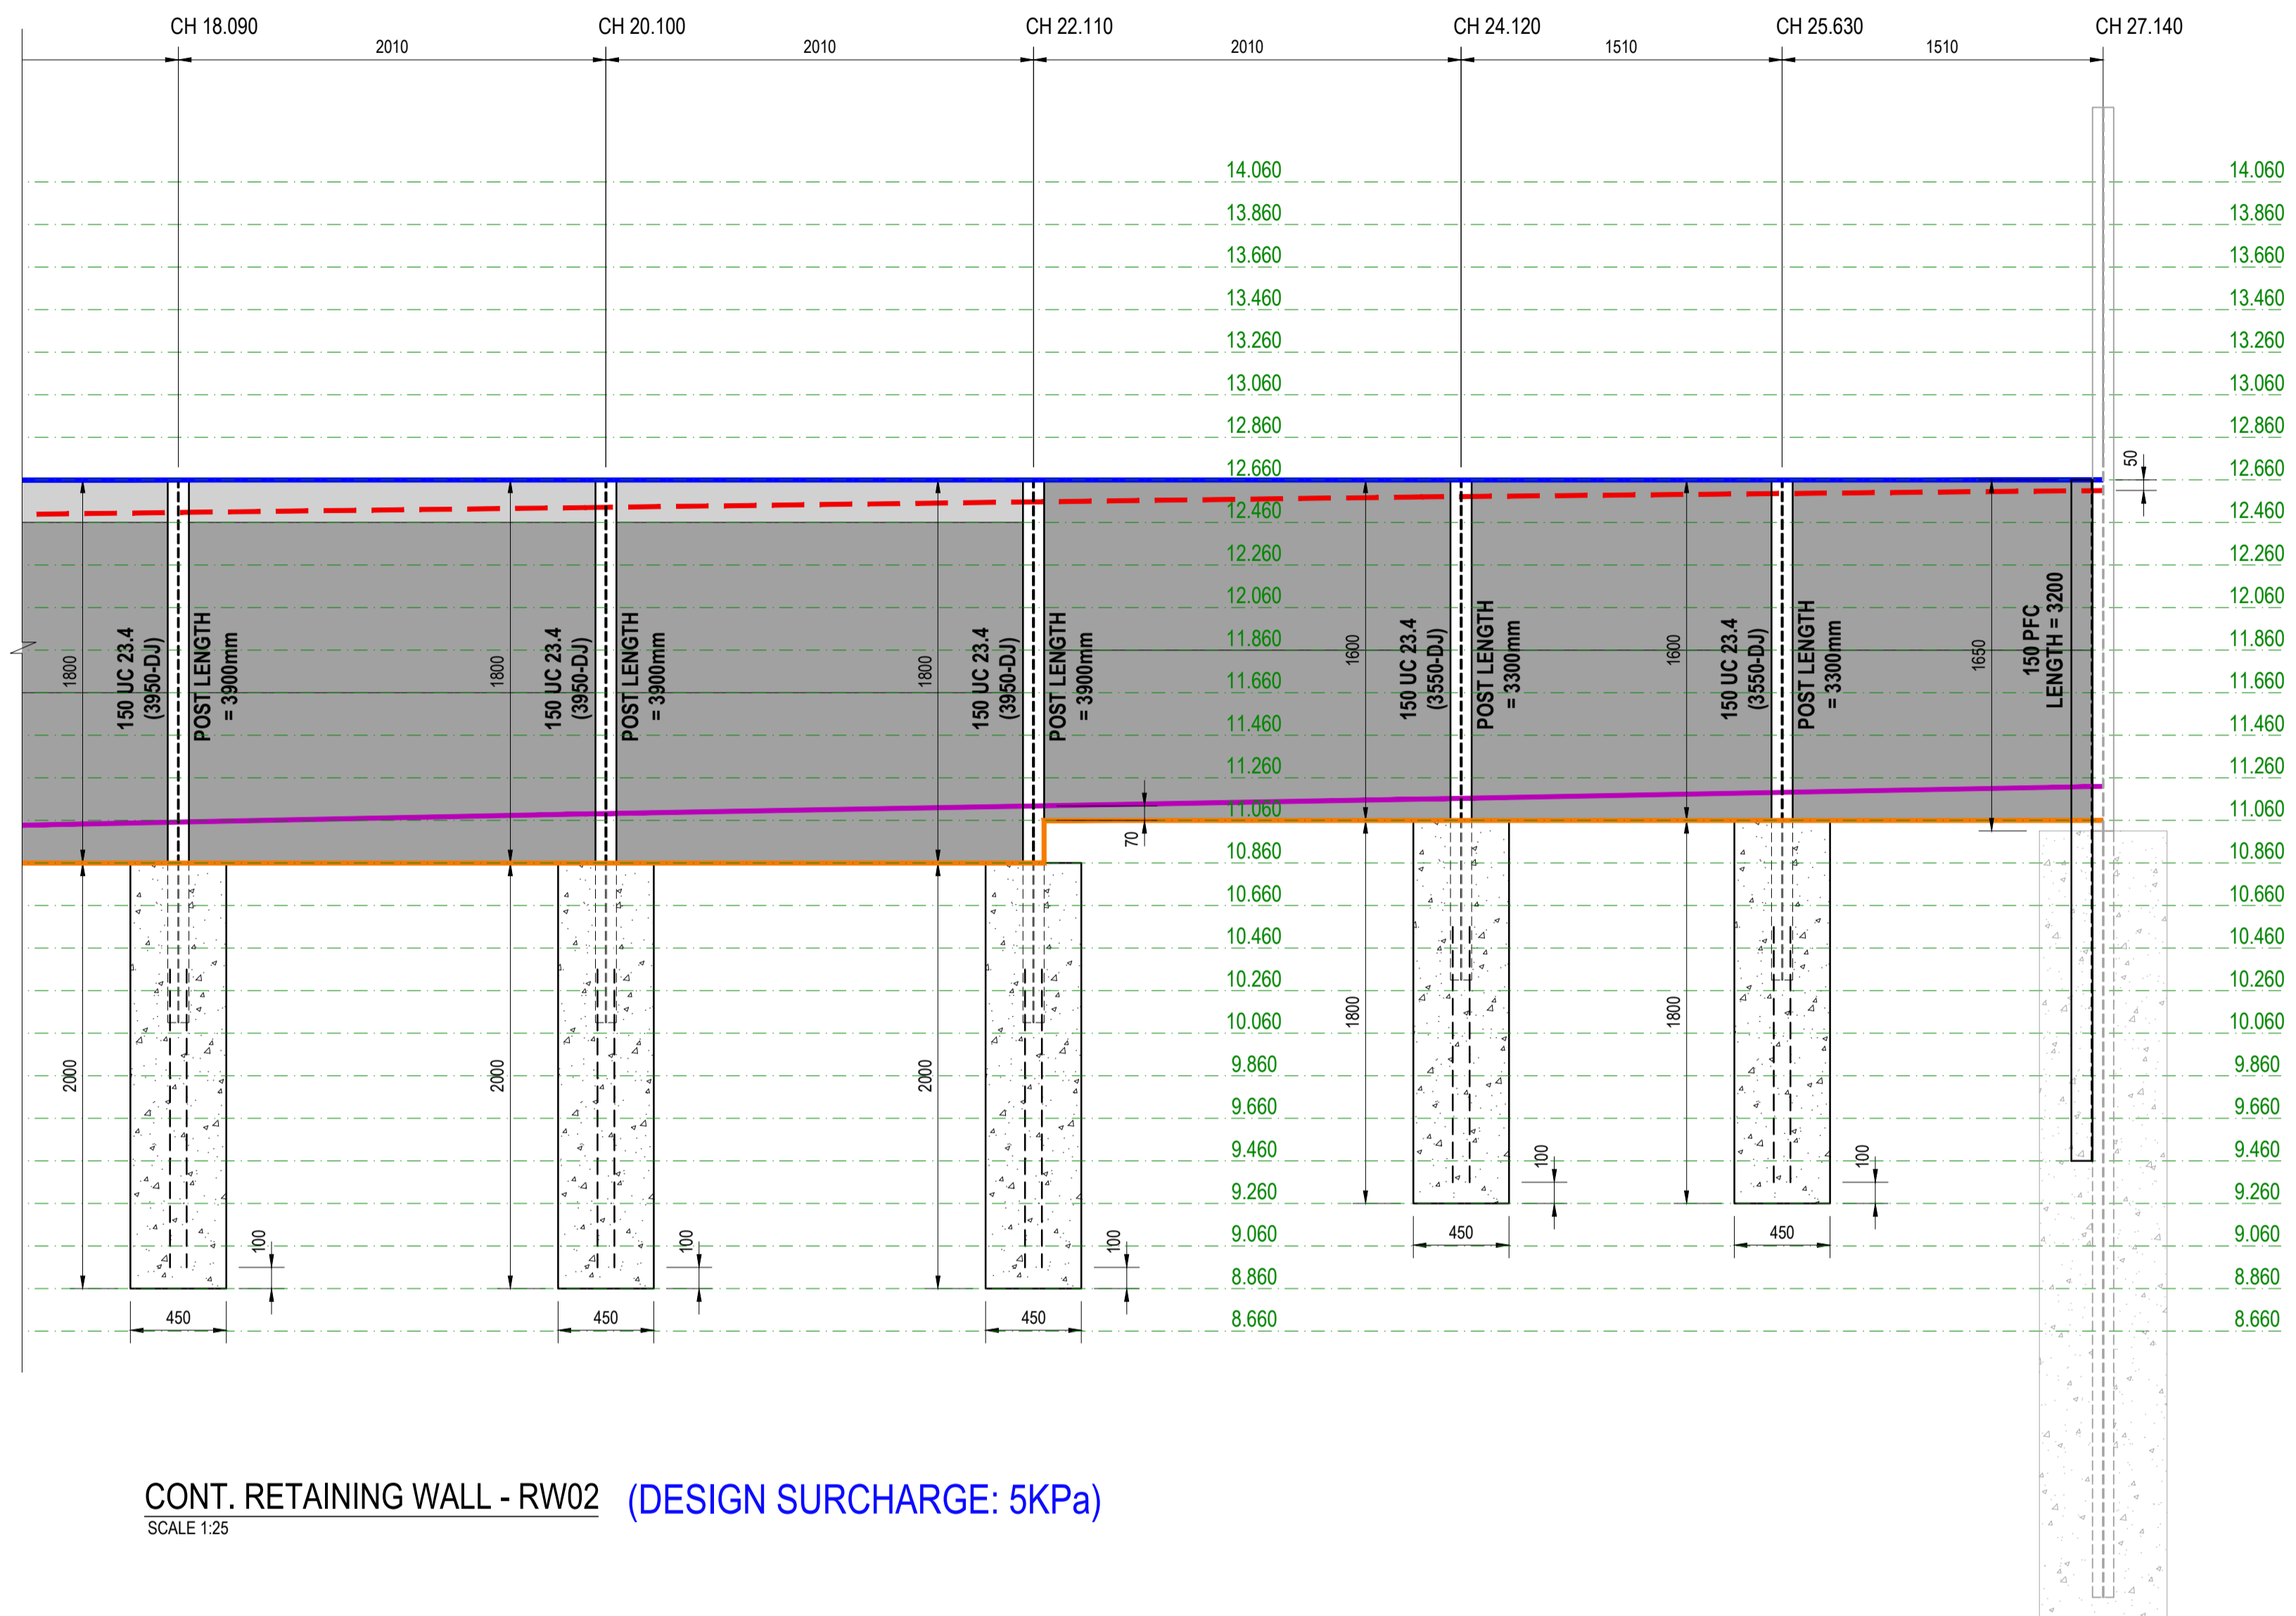 CH 18.090
CH 20.100
CH 22.110
CH 24.120
CH 25.630
CH 27.140
2010
2010
2010
1510
1510
14.060
14.060
13.860
13.860
13.660
13.660
13.460
13.460
13.260
13.260
13.060
13.060
12.860
12.860
12.660
12.660
50
12.460
12.460
12.260
12.260
12.060
12.060
11.860
11.860
11.660
11.660
11.460
11.460
11.260
11.260
11.060
11.060
10.860
10.860
10.660
10.660
10.460
10.460
10.260
10.260
10.060
10.060
9.860
9.860
9.660
9.660
9.460
9.460
9.260
9.260
9.060
9.060
8.860
8.860
8.660
8.660
1800
150 UC 23.4
(3950-DJ)
POST LENGTH
= 3900mm
1800
150 UC 23.4
(3950-DJ)
POST LENGTH
= 3900mm
1800
150 UC 23.4
(3950-DJ)
POST LENGTH
= 3900mm
1600
150 UC 23.4
(3550-DJ)
POST LENGTH
= 3300mm
1600
150 UC 23.4
(3550-DJ)
POST LENGTH
= 3300mm
1650
150 PFC
LENGTH = 3200
70
2000
2000
2000
1800
1800
100
100
100
100
100
450
450
450
450
450
CONT. RETAINING WALL - RW02 (DESIGN SURCHARGE: 5KPa)
SCALE 1:25